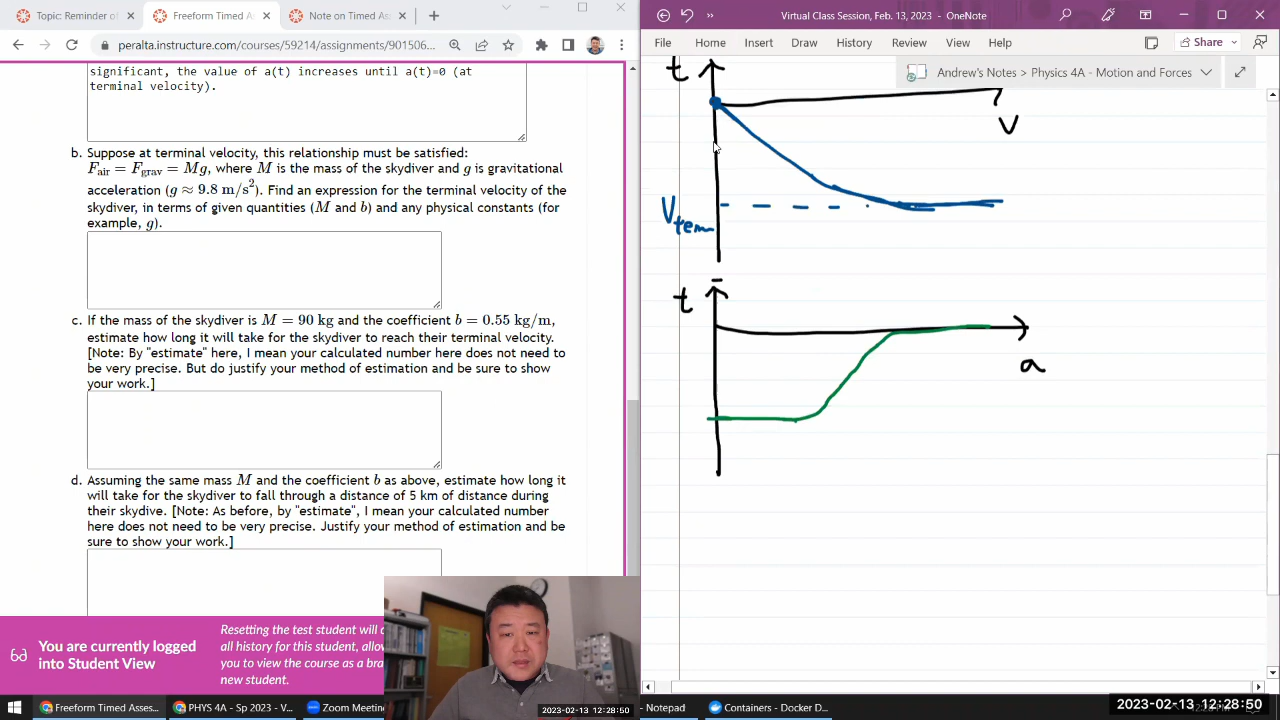 Topic: Reminder of
Freeform Timed As
Note on Timed Ass
peralta.instructure.com/courses/59214/assignments/901506...
significant, the value of a(t) increases until a(t)=0 (at
terminal velocity).
b. Suppose at terminal velocity, this relationship must be satisfied:
F_air = F_grav = Mg, where M is the mass of the skydiver and g is gravitational
acceleration (g ≈ 9.8 m/s²). Find an expression for the terminal velocity of the
skydiver, in terms of given quantities (M and b) and any physical constants (for
example, g).
c. If the mass of the skydiver is M = 90 kg and the coefficient b = 0.55 kg/m,
estimate how long it will take for the skydiver to reach their terminal velocity.
[Note: By "estimate" here, I mean your calculated number here does not need to
be very precise. But do justify your method of estimation and be sure to show
your work.]
d. Assuming the same mass M and the coefficient b as above, estimate how long it
will take for the skydiver to fall through a distance of 5 km of distance during
their skydive. [Note: As before, by "estimate", I mean your calculated number
here does not need to be very precise. Justify your method of estimation and be
sure to show your work.]
You are currently logged
into Student View
Resetting the test student will c
all history for this student, allow
you to view the course as a bra
new student.
Virtual Class Session, Feb. 13, 2023 - OneNote
File Home Insert Draw History Review View Help Share
Andrew's Notes > Physics 4A - Motion and Forces
t
v
Vterm
t
a
Freeform Timed Asses...
PHYS 4A - Sp 2023 - V...
Zoom Meeting
- Notepad
Containers - Docker D...
2023-02-13 12:28:50
2023-02-13 12:28:50